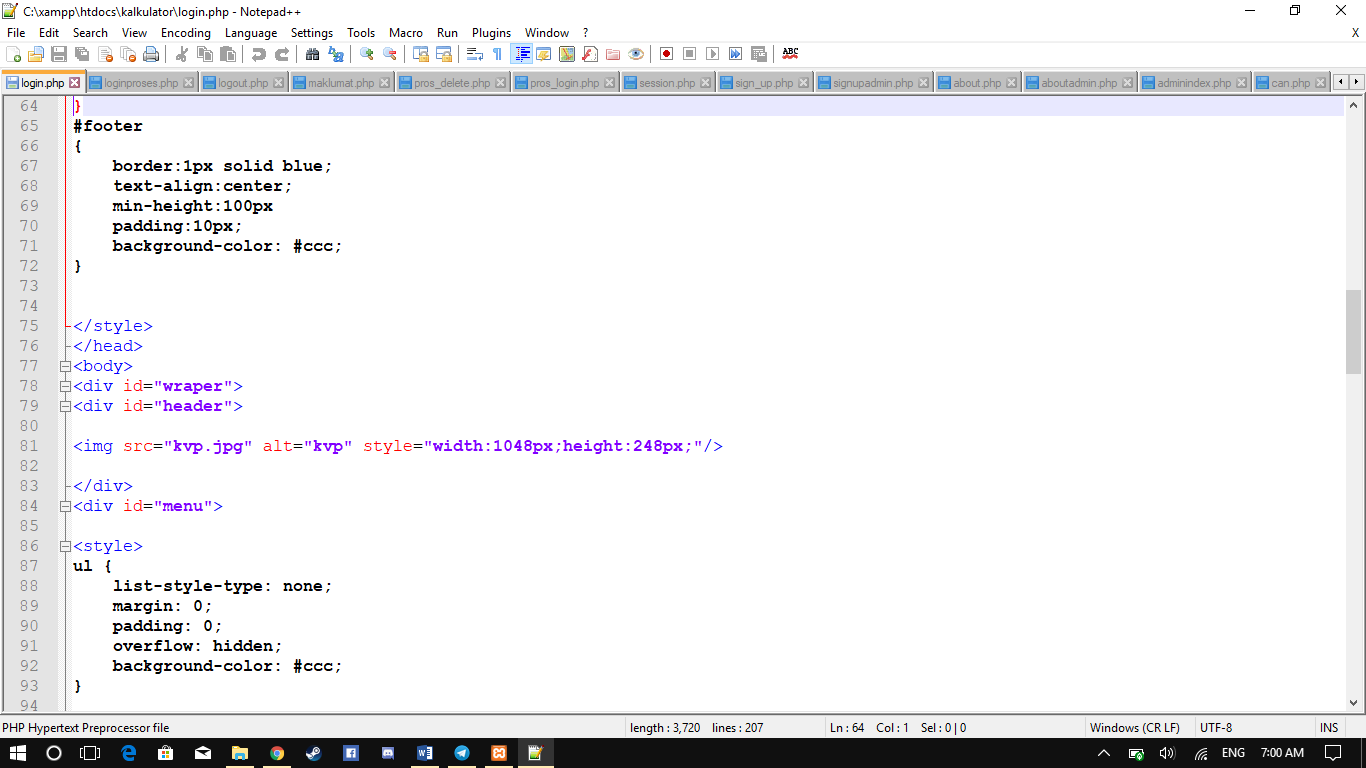 C:\xampp\htdocs\kalkulator\login.php - Notepad++
File Edit Search View Encoding Language Settings Tools Macro Run Plugins Window ? X
ABC
login.php loginproses.php logout.php maklumat.php pros_delete.php pros_login.php session.php sign_up.php signupadmin.php about.php aboutadmin.php adminindex.php can.php
64 }
65 #footer
66 {
67 border:1px solid blue;
68 text-align:center;
69 min-height:100px
70 padding:10px;
71 background-color: #ccc;
72 }
73
74
75 </style>
76 </head>
77 <body>
78 <div id="wraper">
79 <div id="header">
80
81 <img src="kvp.jpg" alt="kvp" style="width:1048px;height:248px;"/>
82
83 </div>
84 <div id="menu">
85
86 <style>
87 ul {
88 list-style-type: none;
89 margin: 0;
90 padding: 0;
91 overflow: hidden;
92 background-color: #ccc;
93 }
94
PHP Hypertext Preprocessor file length : 3,720 lines : 207 Ln : 64 Col : 1 Sel : 0 | 0 Windows (CR LF) UTF-8 INS
ENG 7:00 AM